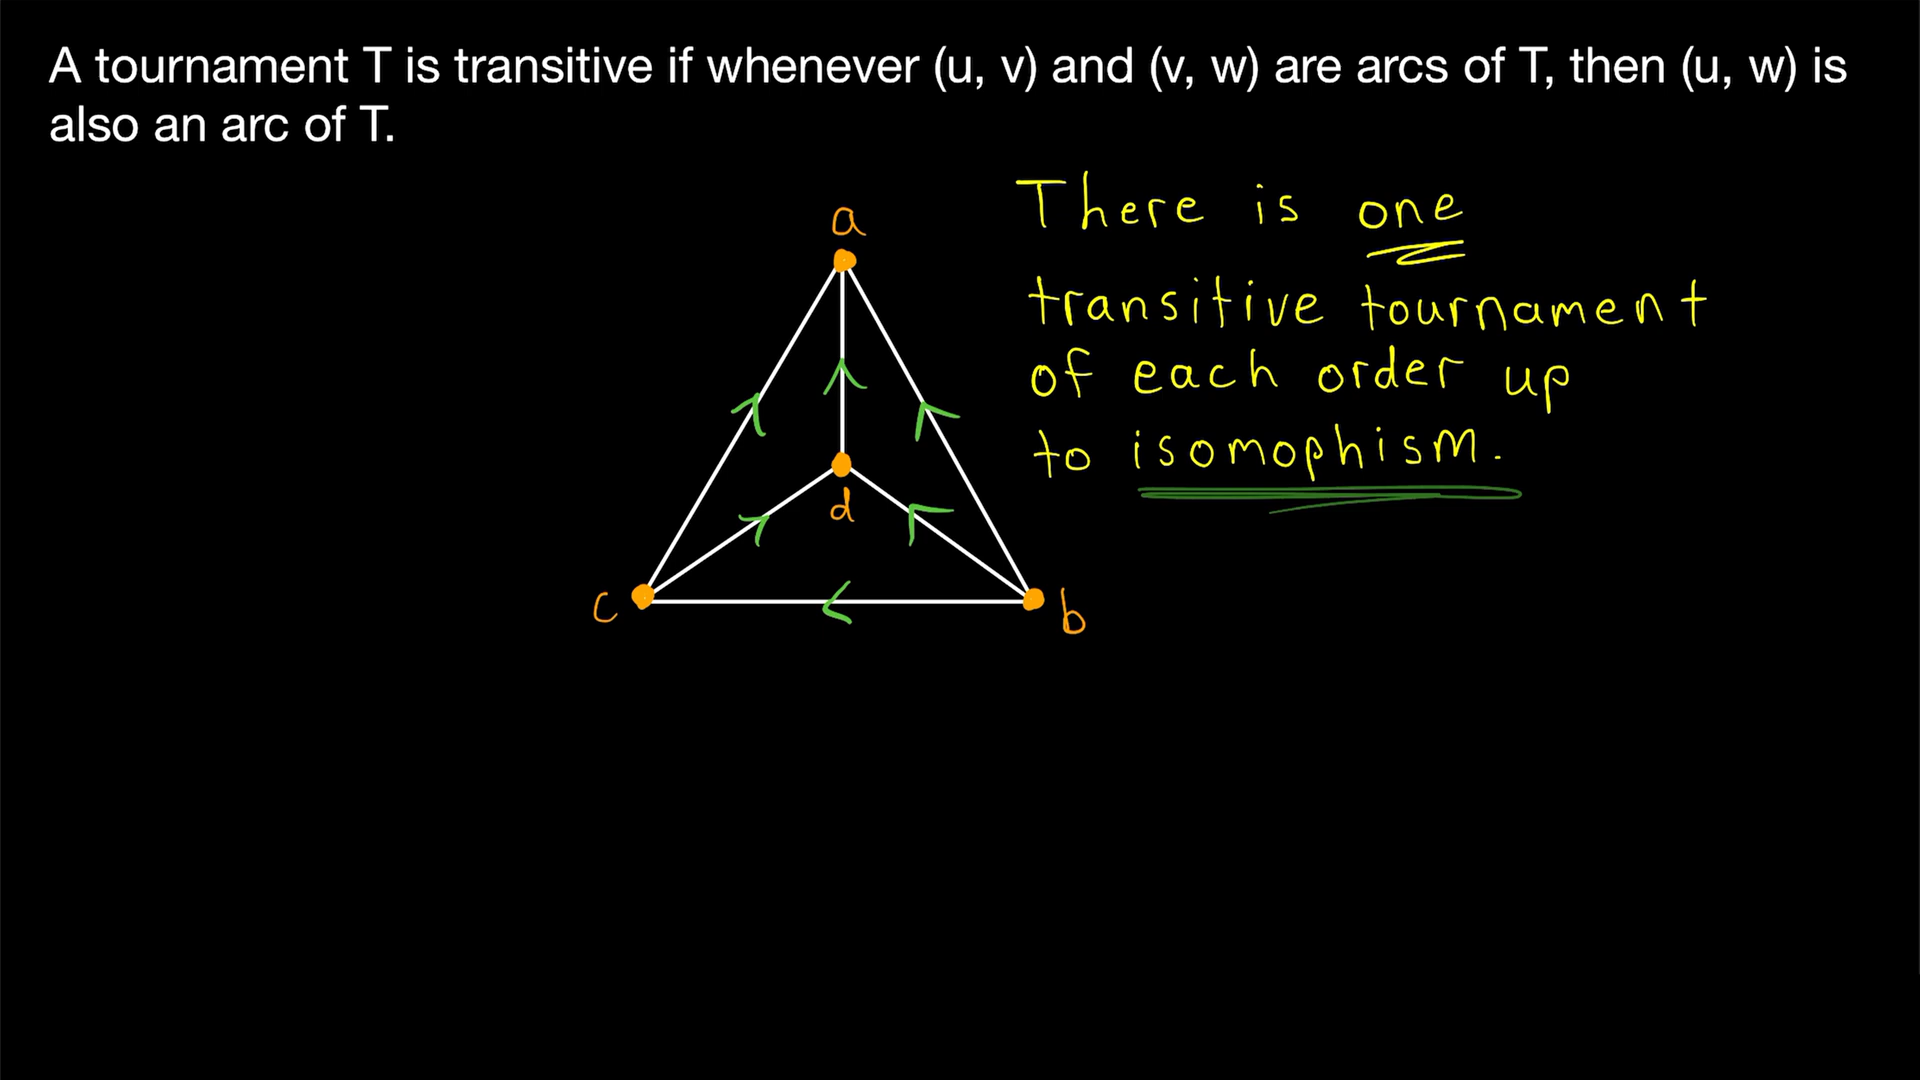 A tournament T is transitive if whenever (u, v) and (v, w) are arcs of T, then (u, w) is
also an arc of T.
There is one
transitive tournament
of each order up
to isomophism.
a
d
c
b